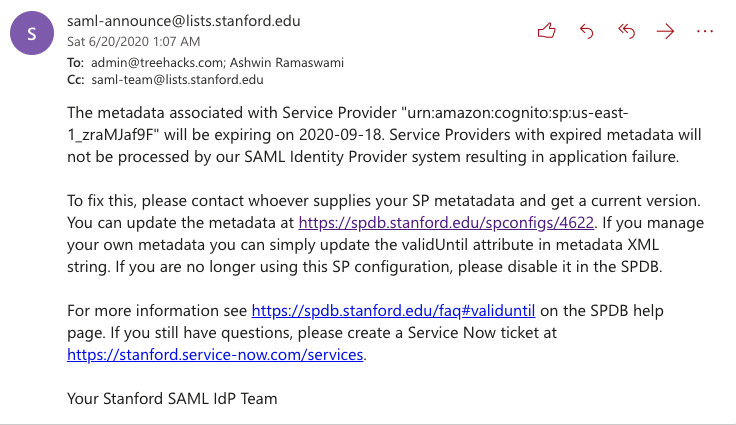 S
saml-announce@lists.stanford.edu
Sat 6/20/2020 1:07 AM
To: admin@treehacks.com; Ashwin Ramaswami
Cc: saml-team@lists.stanford.edu
The metadata associated with Service Provider "urn:amazon:cognito:sp:us-east-
1_zraMJaf9F" will be expiring on 2020-09-18. Service Providers with expired metadata will
not be processed by our SAML Identity Provider system resulting in application failure.
To fix this, please contact whoever supplies your SP metatadata and get a current version.
You can update the metadata at https://spdb.stanford.edu/spconfigs/4622. If you manage
your own metadata you can simply update the validUntil attribute in metadata XML
string. If you are no longer using this SP configuration, please disable it in the SPDB.
For more information see https://spdb.stanford.edu/faq#validuntil on the SPDB help
page. If you still have questions, please create a Service Now ticket at
https://stanford.service-now.com/services.
Your Stanford SAML IdP Team